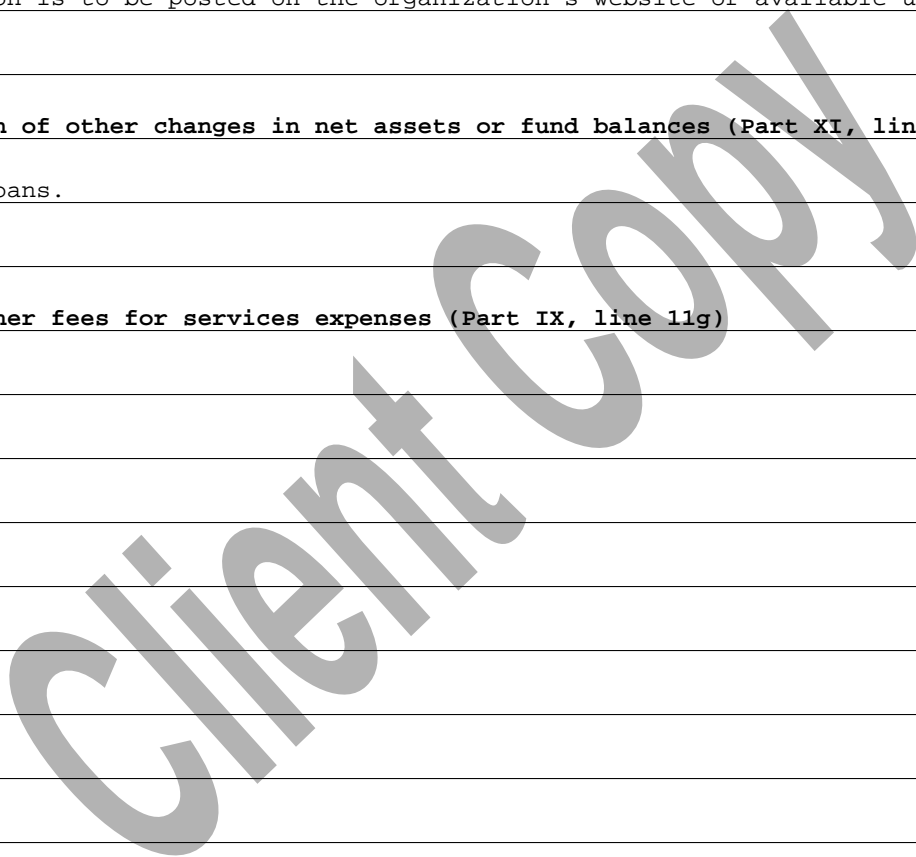 on is to be posted on the organization's website or available u
n of other changes in net assets or fund balances (Part XI, lin
oans.
her fees for services expenses (Part IX, line 11g)
Client Copy